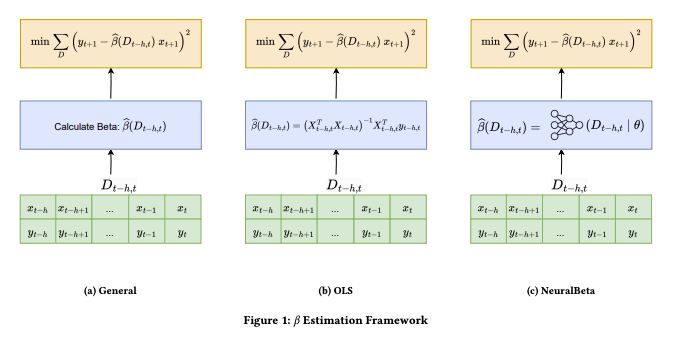 min ∑_D (y_{t+1} − β̂(D_{t−h,t}) x_{t+1})²
Calculate Beta: β̂(D_{t−h,t})
D_{t−h,t}
x_{t−h} x_{t−h+1} ... x_{t−1} x_t
y_{t−h} y_{t−h+1} ... y_{t−1} y_t
(a) General
min ∑_D (y_{t+1} − β̂(D_{t−h,t}) x_{t+1})²
β̂(D_{t−h,t}) = (X^T_{t−h,t} X_{t−h,t})^{−1} X^T_{t−h,t} y_{t−h,t}
D_{t−h,t}
x_{t−h} x_{t−h+1} ... x_{t−1} x_t
y_{t−h} y_{t−h+1} ... y_{t−1} y_t
(b) OLS
min ∑_D (y_{t+1} − β̂(D_{t−h,t}) x_{t+1})²
β̂(D_{t−h,t}) = (D_{t−h,t} | θ)
D_{t−h,t}
x_{t−h} x_{t−h+1} ... x_{t−1} x_t
y_{t−h} y_{t−h+1} ... y_{t−1} y_t
(c) NeuralBeta
Figure 1: β Estimation Framework